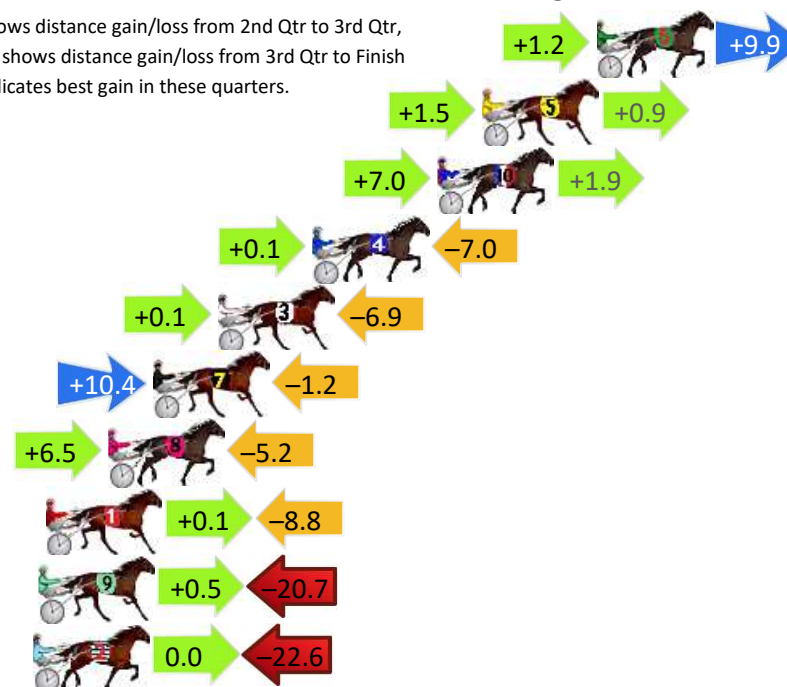 ows distance gain/loss from 2nd Qtr to 3rd Qtr,
shows distance gain/loss from 3rd Qtr to Finish
dicates best gain in these quarters.
+1.2 6 +9.9
+1.5 5 +0.9
+7.0 10 +1.9
+0.1 4 –7.0
+0.1 3 –6.9
+10.4 7 –1.2
+6.5 8 –5.2
1 +0.1 –8.8
9 +0.5 –20.7
2 0.0 –22.6